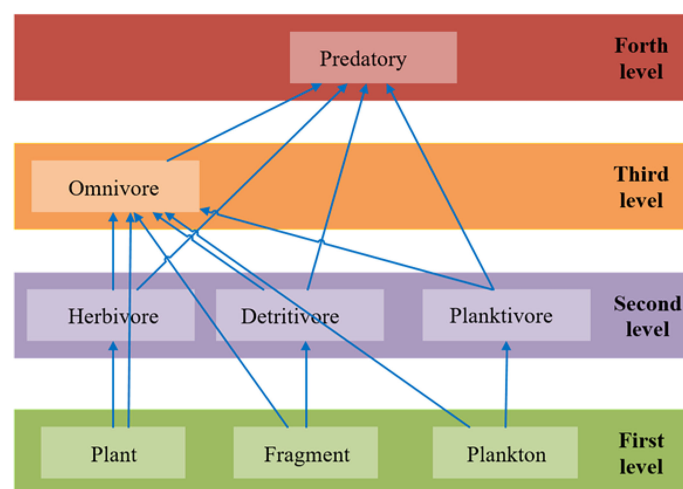 Predatory
Forth
level
Omnivore
Third
level
Herbivore
Detritivore
Planktivore
Second
level
Plant
Fragment
Plankton
First
level